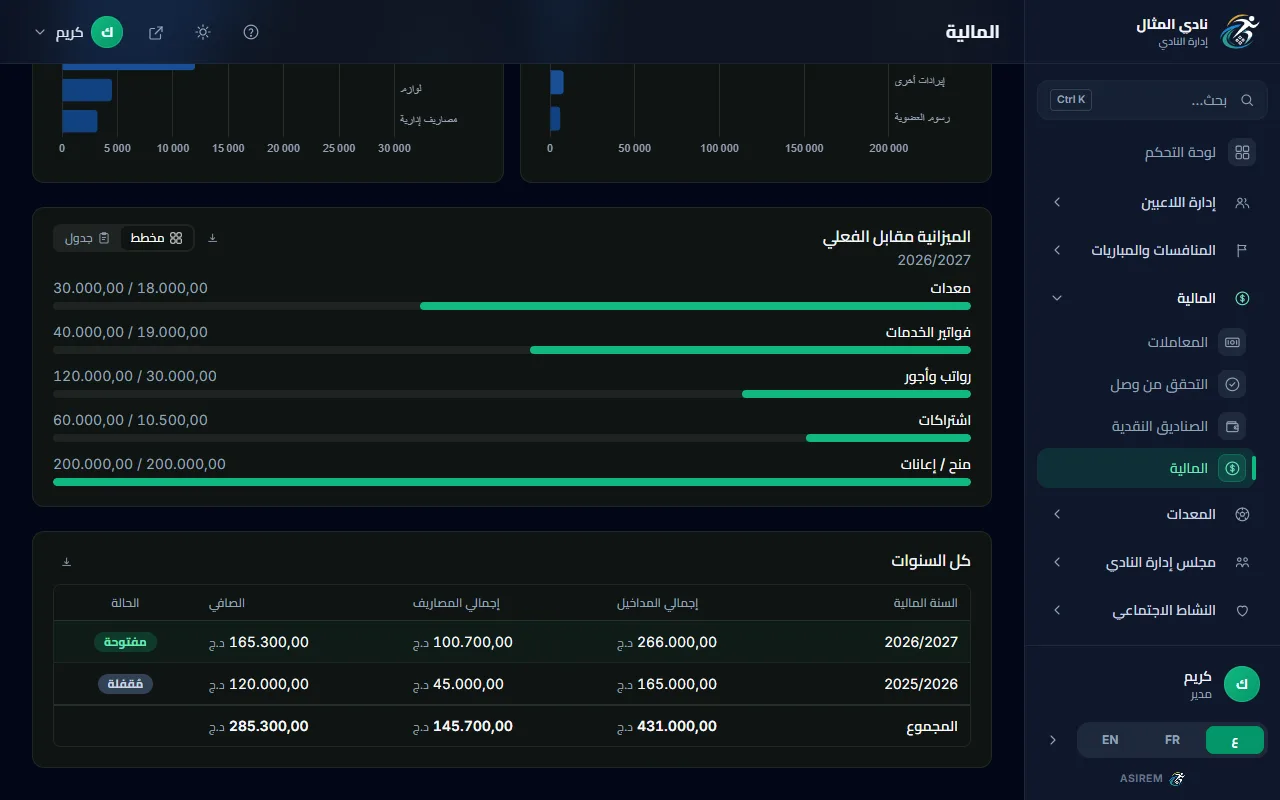 نادي المثال
إدارة النادي
بحث...
Ctrl K
لوحة التحكم
إدارة اللاعبين
المنافسات والمباريات
المالية
المعاملات
التحقق من وصل
الصناديق النقدية
المالية
المعدات
مجلس إدارة النادي
النشاط الاجتماعي
ك
كريم
مدير
ع FR EN
ASIREM
المالية
ك كريم
إيرادات أخرى
رسوم العضوية
0 50 000 100 000 150 000 200 000
لوازم
مصاريف إدارية
0 5 000 10 000 15 000 20 000 25 000 30 000
الميزانية مقابل الفعلي
2026/2027
مخطط جدول
معدات 30.000,00 / 18.000,00
فواتير الخدمات 40.000,00 / 19.000,00
رواتب وأجور 120.000,00 / 30.000,00
اشتراكات 60.000,00 / 10.500,00
منح / إعانات 200.000,00 / 200.000,00
كل السنوات
السنة المالية إجمالي المداخيل إجمالي المصاريف الصافي الحالة
2026/2027 266.000,00 د.ج 100.700,00 د.ج 165.300,00 د.ج مفتوحة
2025/2026 165.000,00 د.ج 45.000,00 د.ج 120.000,00 د.ج مُقفلة
المجموع 431.000,00 د.ج 145.700,00 د.ج 285.300,00 د.ج